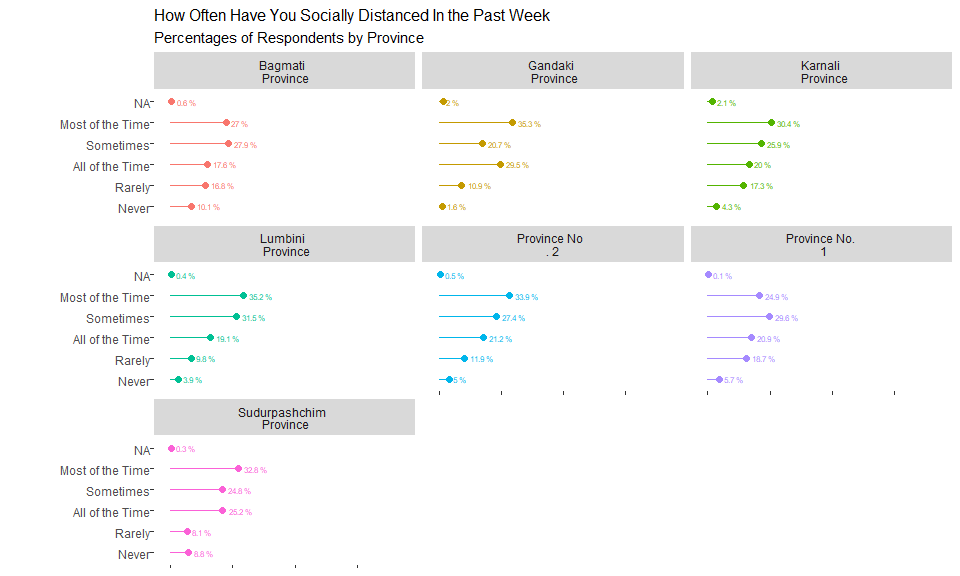 How Often Have You Socially Distanced In the Past Week
Percentages of Respondents by Province
Bagmati Gandaki Karnali
Province Province Province
NA 0.6 % 2 % 2.1 %
Most of the Time 27 % 35.3 % 30.4 %
Sometimes 27.9 % 20.7 % 25.9 %
All of the Time 17.6 % 29.5 % 20 %
Rarely 16.8 % 10.9 % 17.3 %
Never 10.1 % 1.6 % 4.3 %
Lumbini Province No Province No.
Province . 2 1
NA 0.4 % 0.5 % 0.1 %
Most of the Time 35.2 % 33.9 % 24.9 %
Sometimes 31.5 % 27.4 % 29.6 %
All of the Time 19.1 % 21.2 % 20.9 %
Rarely 9.8 % 11.9 % 18.7 %
Never 3.9 % 5 % 5.7 %
Sudurpashchim
Province
NA 0.3 %
Most of the Time 32.8 %
Sometimes 24.8 %
All of the Time 25.2 %
Rarely 8.1 %
Never 8.8 %